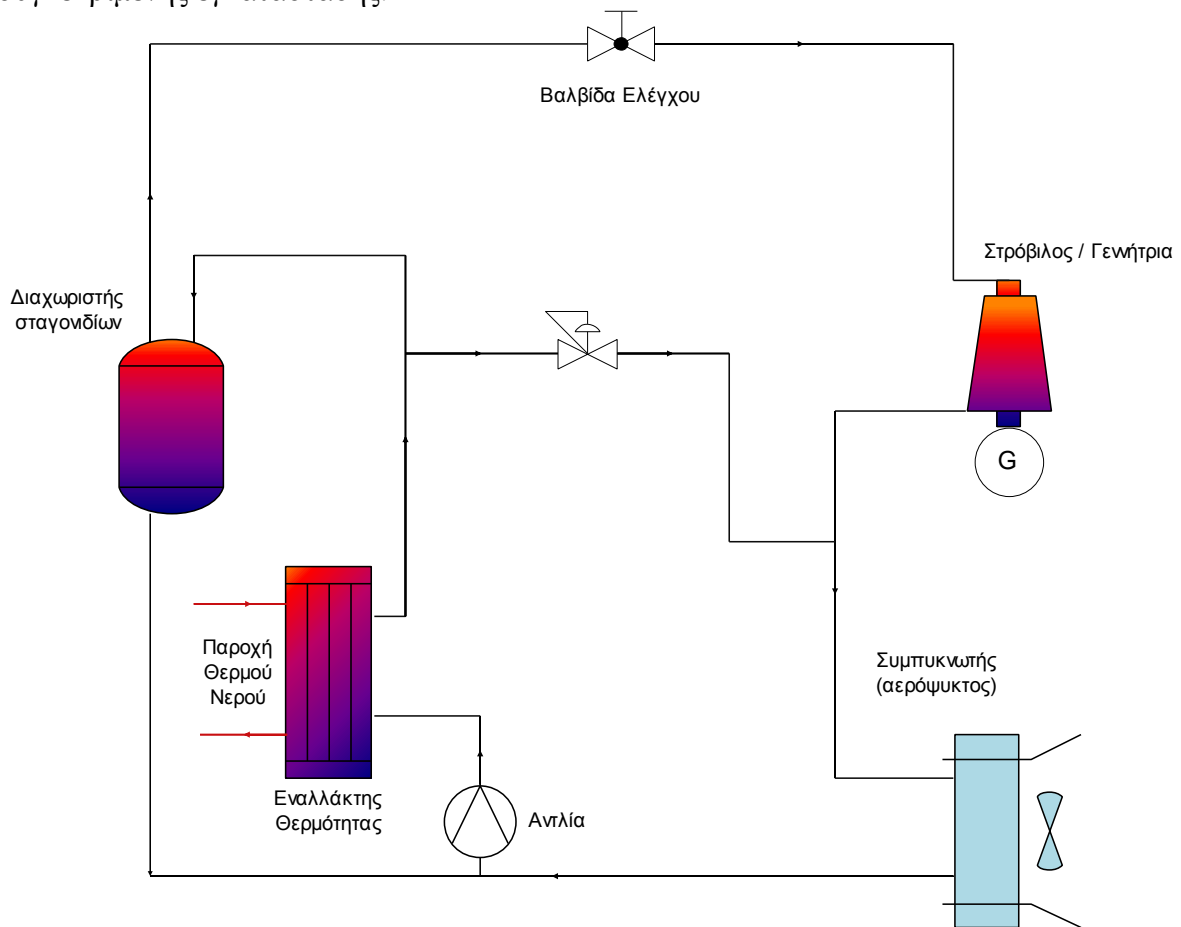 Βαλβίδα Ελέγχου
Στρόβιλος / Γεννήτρια
Διαχωριστής
σταγονιδίων
G
Παροχή
Θερμού
Νερού
Συμπυκνωτής
(αερόψυκτος)
Εναλλάκτης
Θερμότητας
Αντλία